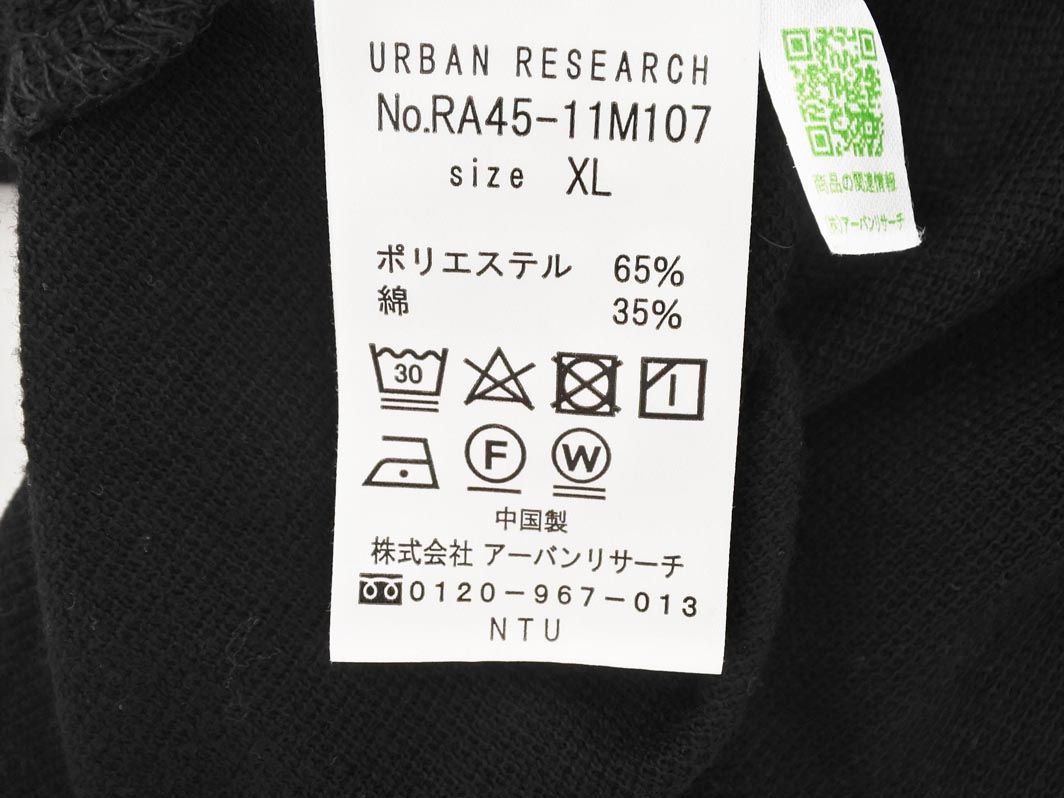 URBAN RESEARCH
No.RA45-11M107
size XL
ポリエステル 65%
綿 35%
30
F W
中国製
株式会社 アーバンリサーチ
0120-967-013
NTU
商品の関連情報
(株)アーバンリサーチ